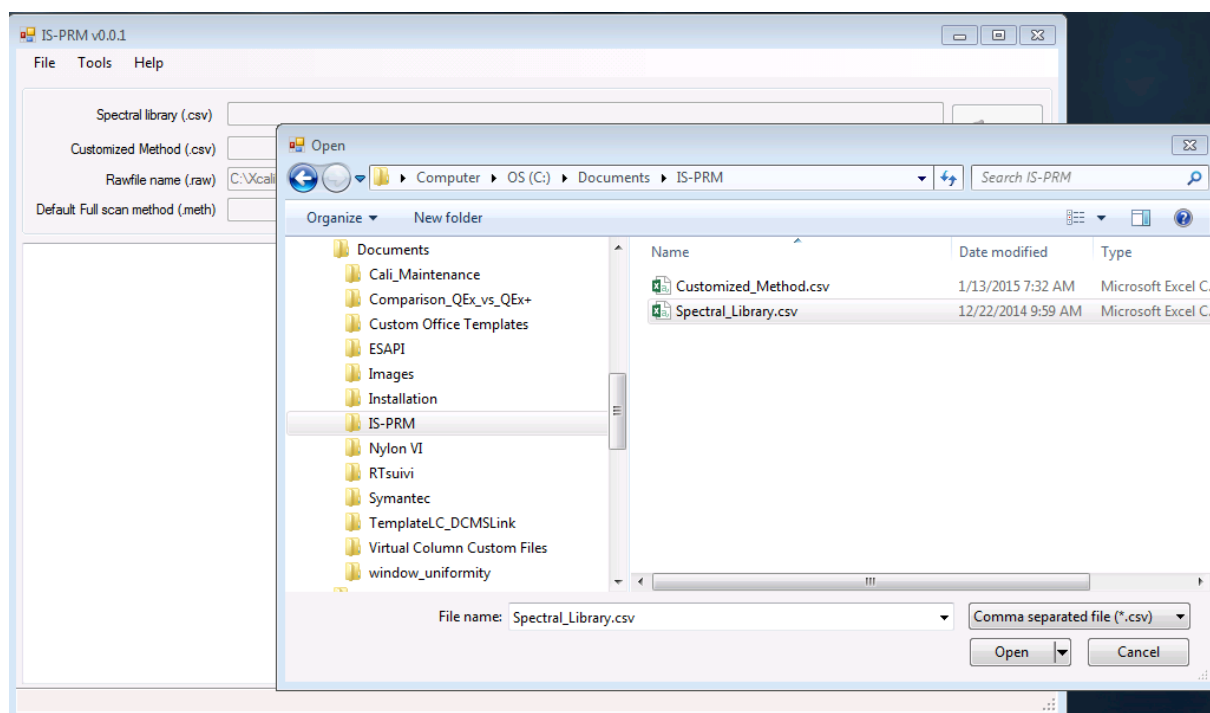 IS-PRM v0.0.1
File Tools Help
Spectral library (.csv)
Customized Method (.csv)
Rawfile name (.raw) C:\Xcali
Default Full scan method (.meth)
Open
Computer OS (C:) Documents IS-PRM
Search IS-PRM
Organize New folder
Documents
Cali_Maintenance
Comparison_QEx_vs_QEx+
Custom Office Templates
ESAPI
Images
Installation
IS-PRM
Nylon VI
RTsuivi
Symantec
TemplateLC_DCMSLink
Virtual Column Custom Files
window_uniformity
Name Date modified Type
Customized_Method.csv 1/13/2015 7:32 AM Microsoft Excel C
Spectral_Library.csv 12/22/2014 9:59 AM Microsoft Excel C
File name: Spectral_Library.csv Comma separated file (*.csv)
Open Cancel